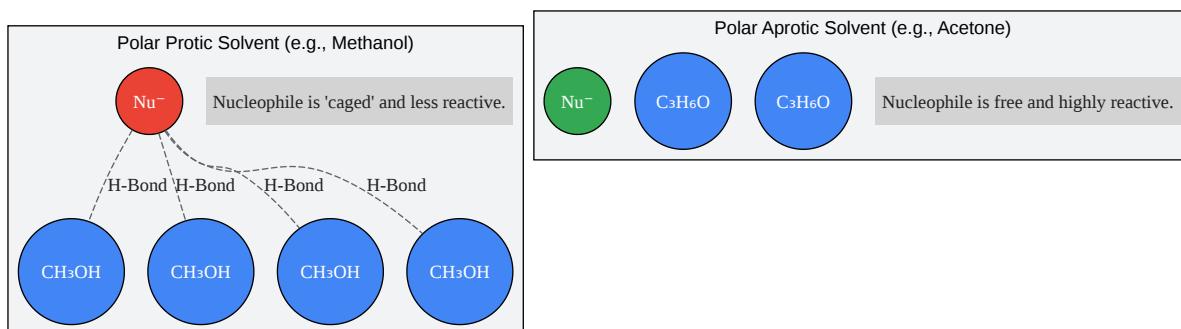 Polar Protic Solvent (e.g., Methanol)
Nu⁻
Nucleophile is 'caged' and less reactive.
H-Bond
H-Bond
H-Bond
H-Bond
CH₃OH
CH₃OH
CH₃OH
CH₃OH
Polar Aprotic Solvent (e.g., Acetone)
Nu⁻
C₃H₆O
C₃H₆O
Nucleophile is free and highly reactive.